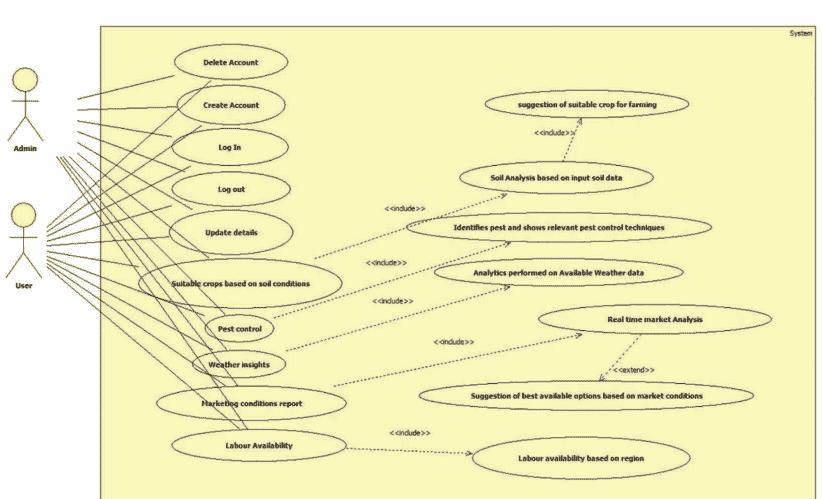 System
Delete Account
Create Account
suggestion of suitable crop for farming
<<include>>
Admin
Log In
Soil Analysis based on input soil data
Log out
<<include>>
Identifies pest and shows relevant pest control techniques
Update details
<<include>>
Analytics performed on Available Weather data
User
Suitable crops based on soil conditions
<<include>>
Real time market Analysis
Pest control
<<include>>
Weather insights
<<extend>>
Suggestion of best available options based on market conditions
Marketing conditions report
<<include>>
Labour Availability
Labour availability based on region